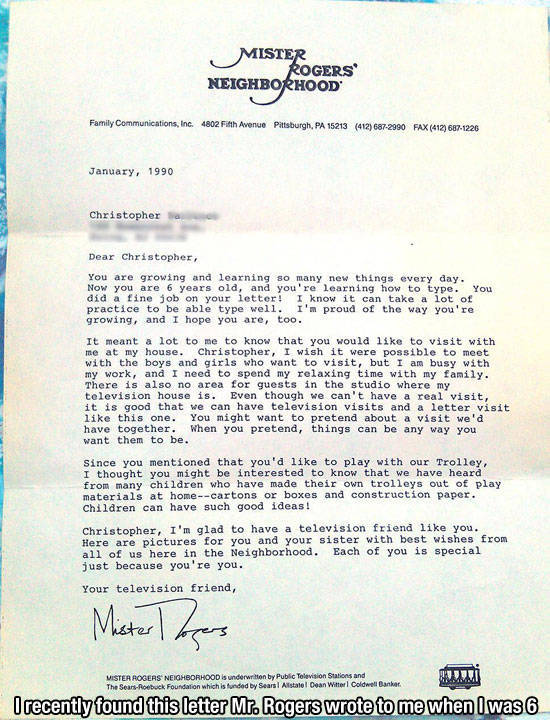 MISTER
ROGERS'
NEIGHBORHOOD
Family Communications, Inc. 4802 Fifth Avenue Pittsburgh, PA 15213 (412) 687-2990 FAX (412) 687-1226
January, 1990
Christopher
Dear Christopher,
You are growing and learning so many new things every day.
Now you are 6 years old, and you're learning how to type. You
did a fine job on your letter! I know it can take a lot of
practice to be able type well. I'm proud of the way you're
growing, and I hope you are, too.
It meant a lot to me to know that you would like to visit with
me at my house. Christopher, I wish it were possible to meet
with the boys and girls who want to visit, but I am busy with
my work, and I need to spend my relaxing time with my family.
There is also no area for guests in the studio where my
television house is. Even though we can't have a real visit,
it is good that we can have television visits and a letter visit
like this one. You might want to pretend about a visit we'd
have together. When you pretend, things can be any way you
want them to be.
Since you mentioned that you'd like to play with our Trolley,
I thought you might be interested to know that we have heard
from many children who have made their own trolleys out of play
materials at home--cartons or boxes and construction paper.
Children can have such good ideas!
Christopher, I'm glad to have a television friend like you.
Here are pictures for you and your sister with best wishes from
all of us here in the Neighborhood. Each of you is special
just because you're you.
Your television friend,
Mister Rogers
MISTER ROGERS' NEIGHBORHOOD is underwritten by Public Television Stations and
The Sears-Roebuck Foundation which is funded by Sears | Allstate | Dean Witter | Coldwell Banker.
I recently found this letter Mr. Rogers wrote to me when I was 6